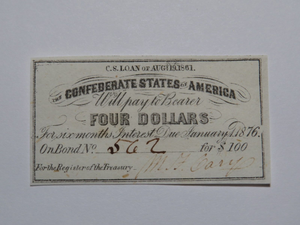 C.S. LOAN OF AUG 19, 1861.
THE CONFEDERATE STATES OF AMERICA
Will pay to Bearer
FOUR DOLLARS
For six months Interest Due January 1, 1876.
On Bond No. 562 for $100
For the Register of the Treasury